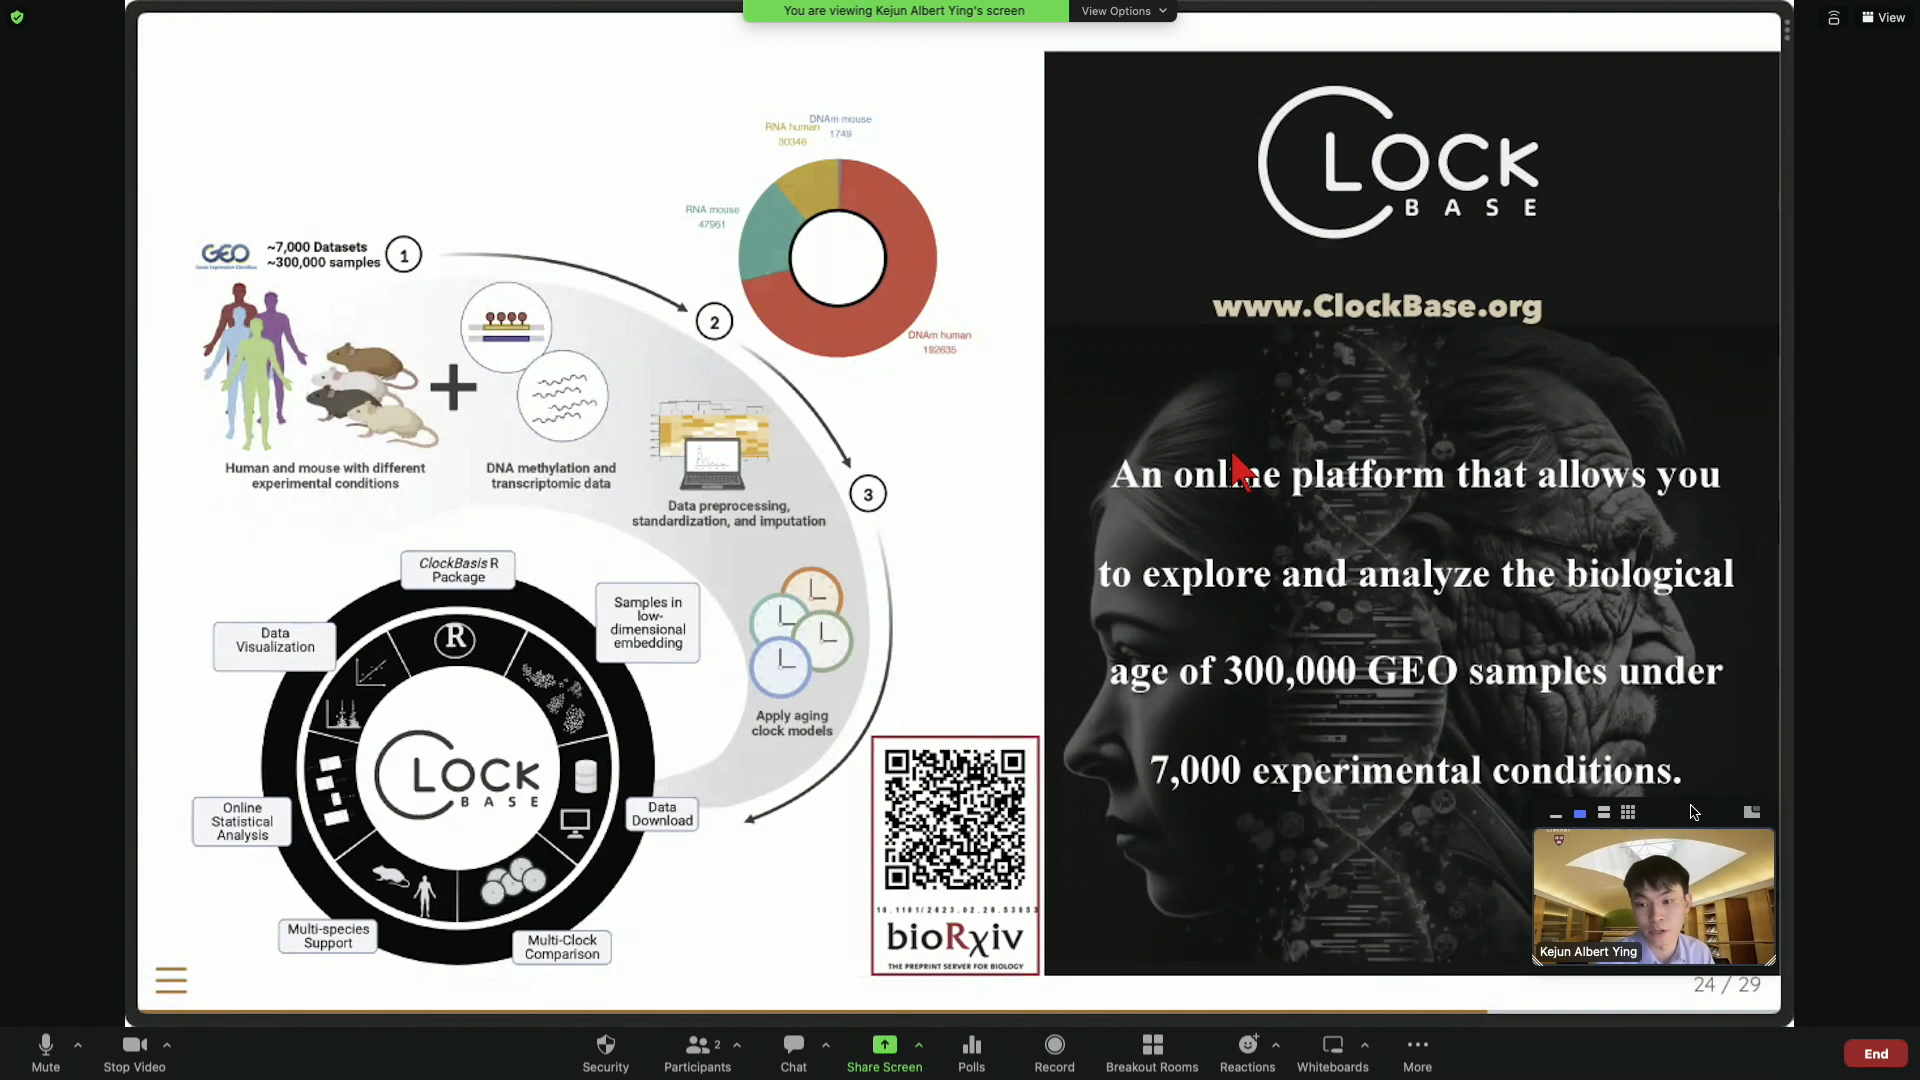 You are viewing Kejun Albert Ying's screen
View Options
View
DNAm mouse
1749
RNA human
30346
RNA mouse
47961
DNAm human
192635
GEO
Gene Expression Omnibus
~7,000 Datasets
~300,000 samples
1
2
3
Human and mouse with different
experimental conditions
DNA methylation and
transcriptomic data
Data preprocessing,
standardization, and imputation
Apply aging
clock models
ClockBasis R
Package
Samples in
low-
dimensional
embedding
Data
Visualization
R
CLOCK
BASE
Online
Statistical
Analysis
Data
Download
Multi-species
Support
Multi-Clock
Comparison
bioRxiv
THE PREPRINT SERVER FOR BIOLOGY
CLOCK
BASE
www.ClockBase.org
An online platform that allows you
to explore and analyze the biological
age of 300,000 GEO samples under
7,000 experimental conditions.
Kejun Albert Ying
24 / 29
Mute
Stop Video
Security
Participants
2
Chat
Share Screen
Polls
Record
Breakout Rooms
Reactions
Whiteboards
More
End